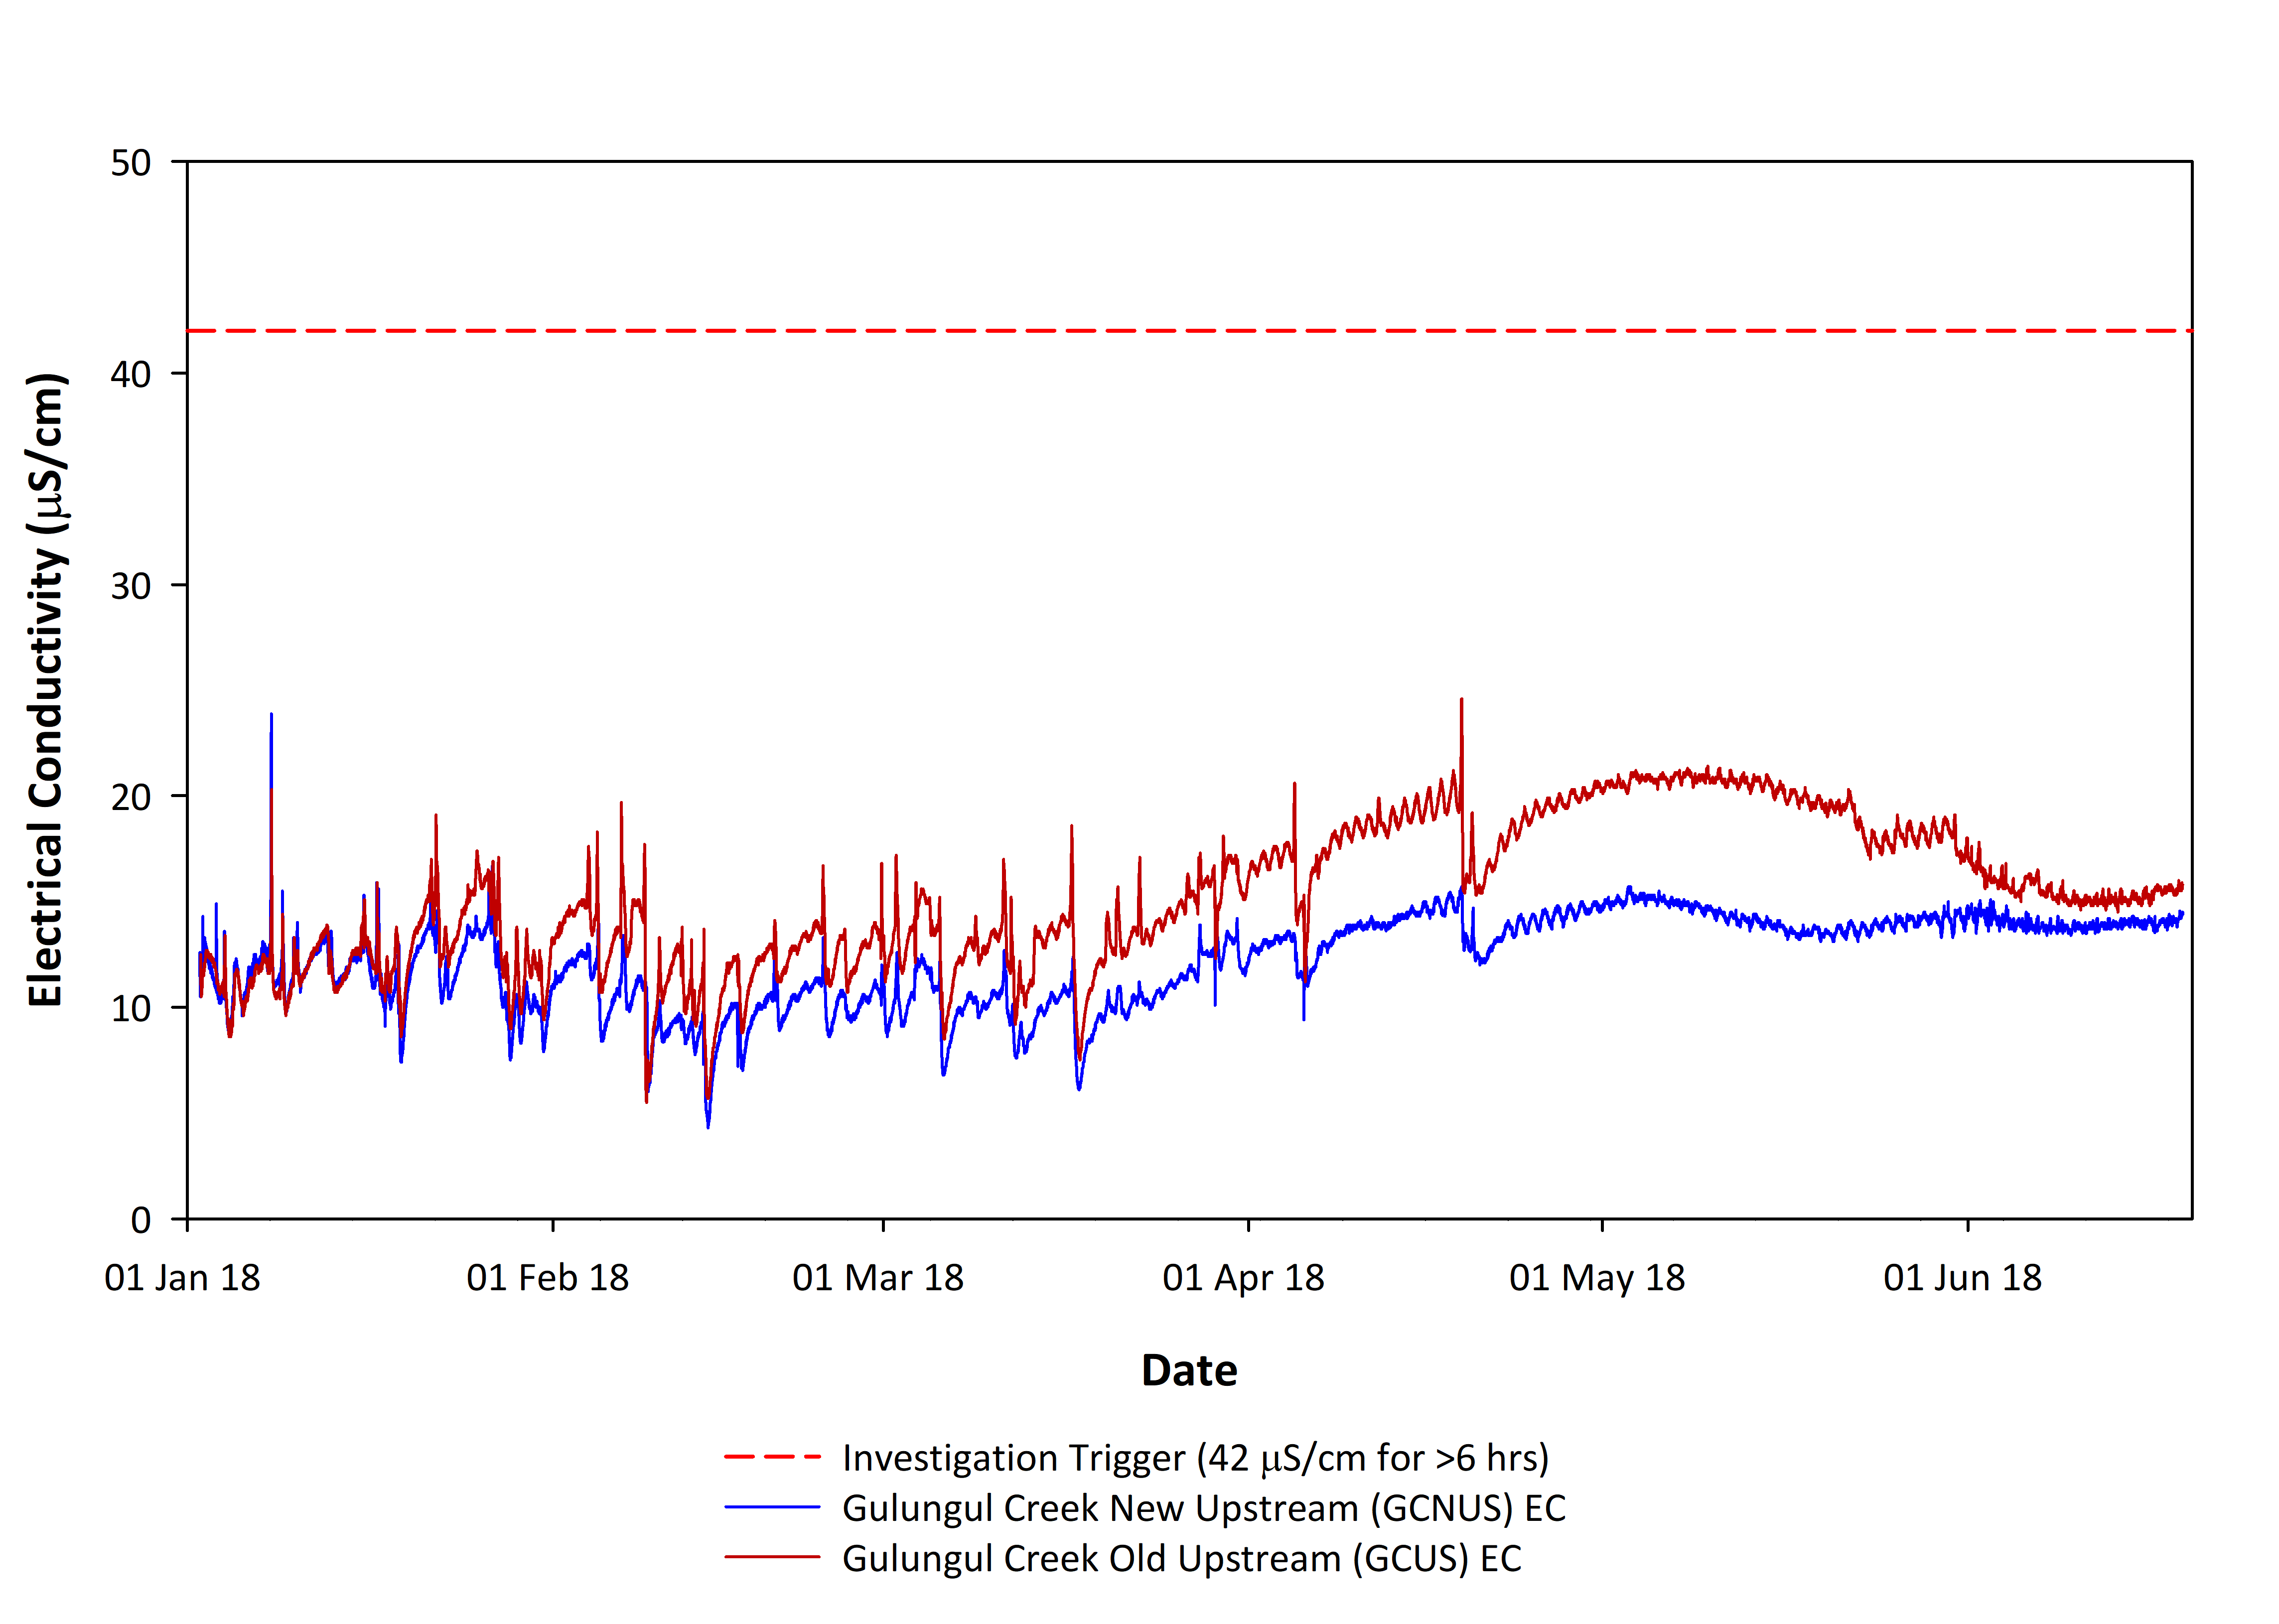 50
40
30
20
10
0
Electrical Conductivity (μS/cm)
01 Jan 18
01 Feb 18
01 Mar 18
01 Apr 18
01 May 18
01 Jun 18
Date
Investigation Trigger (42 μS/cm for >6 hrs)
Gulungul Creek New Upstream (GCNUS) EC
Gulungul Creek Old Upstream (GCUS) EC